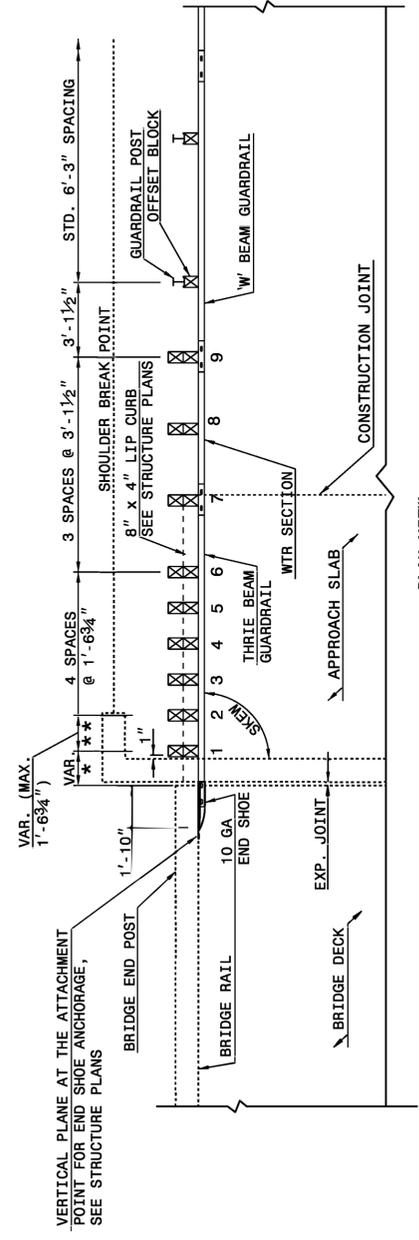 VAR. (MAX.
1'-6¾"
VAR.
*
**
4 SPACES
@ 1'-6¾"
3 SPACES @ 3'-1½"
3'-1½"
STD. 6'-3" SPACING
SHOULDER BREAK POINT
GUARDRAIL POST
OFFSET BLOCK
8" x 4" LIP CURB
SEE STRUCTURE PLANS
VERTICAL PLANE AT THE ATTACHMENT
POINT FOR END SHOE ANCHORAGE,
SEE STRUCTURE PLANS
1'-10"
1"
BRIDGE END POST
1
2
3
4
5
6
7
8
9
10 GA
END SHOE
BRIDGE RAIL
SKEW
THRIE BEAM
GUARDRAIL
WTR SECTION
'W' BEAM GUARDRAIL
CONSTRUCTION JOINT
EXP. JOINT
APPROACH SLAB
BRIDGE DECK